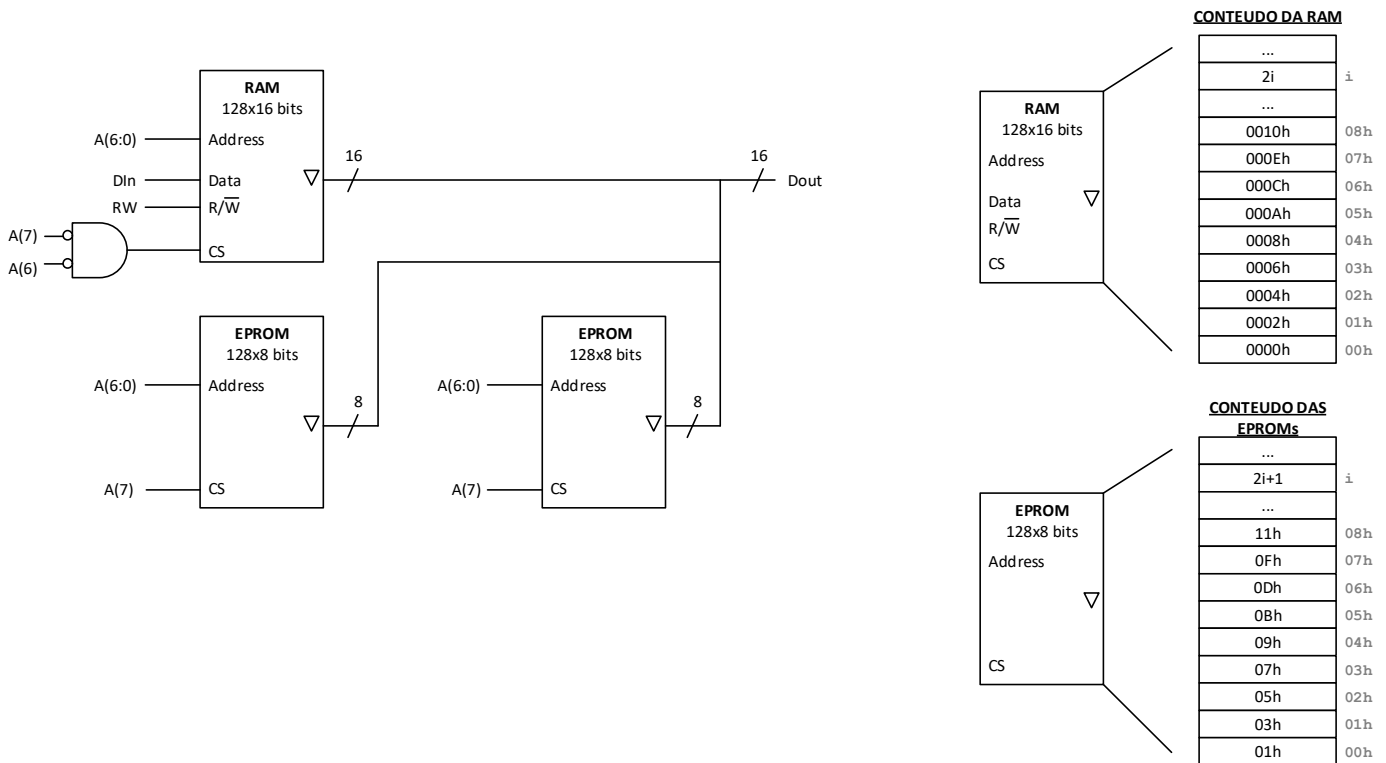 RAM
128x16 bits
A(6:0)
Address
16
16
DIn
Data
Dout
RW
R/W
A(7)
A(6)
CS
EPROM
128x8 bits
A(6:0)
Address
8
A(7)
CS
EPROM
128x8 bits
A(6:0)
Address
8
A(7)
CS
RAM
128x16 bits
Address
Data
R/W
CS
CONTEUDO DA RAM
...
2i i
...
0010h 08h
000Eh 07h
000Ch 06h
000Ah 05h
0008h 04h
0006h 03h
0004h 02h
0002h 01h
0000h 00h
EPROM
128x8 bits
Address
CS
CONTEUDO DAS
EPROMs
...
2i+1 i
...
11h 08h
0Fh 07h
0Dh 06h
0Bh 05h
09h 04h
07h 03h
05h 02h
03h 01h
01h 00h